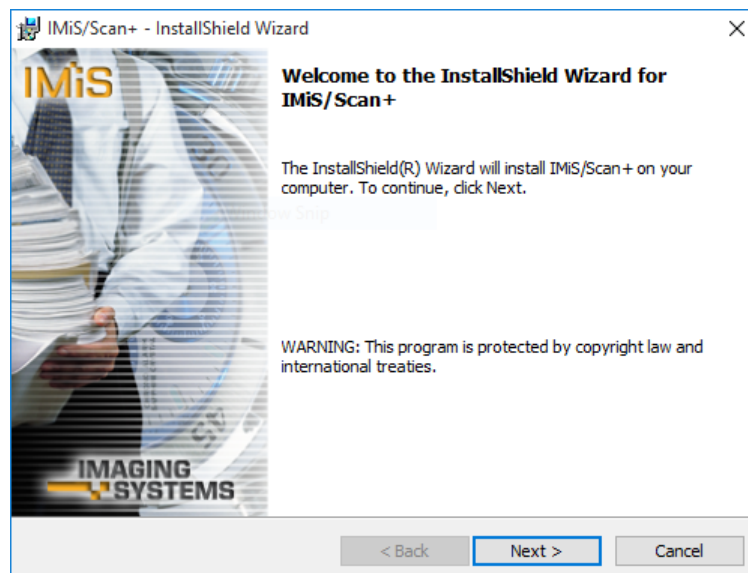 IMiS/Scan+ - InstallShield Wizard
IMiS
Welcome to the InstallShield Wizard for
IMiS/Scan+
The InstallShield(R) Wizard will install IMiS/Scan+ on your
computer. To continue, click Next.
Snip
WARNING: This program is protected by copyright law and
international treaties.
45
IMAGING
SYSTEMS
< Back
Next >
Cancel